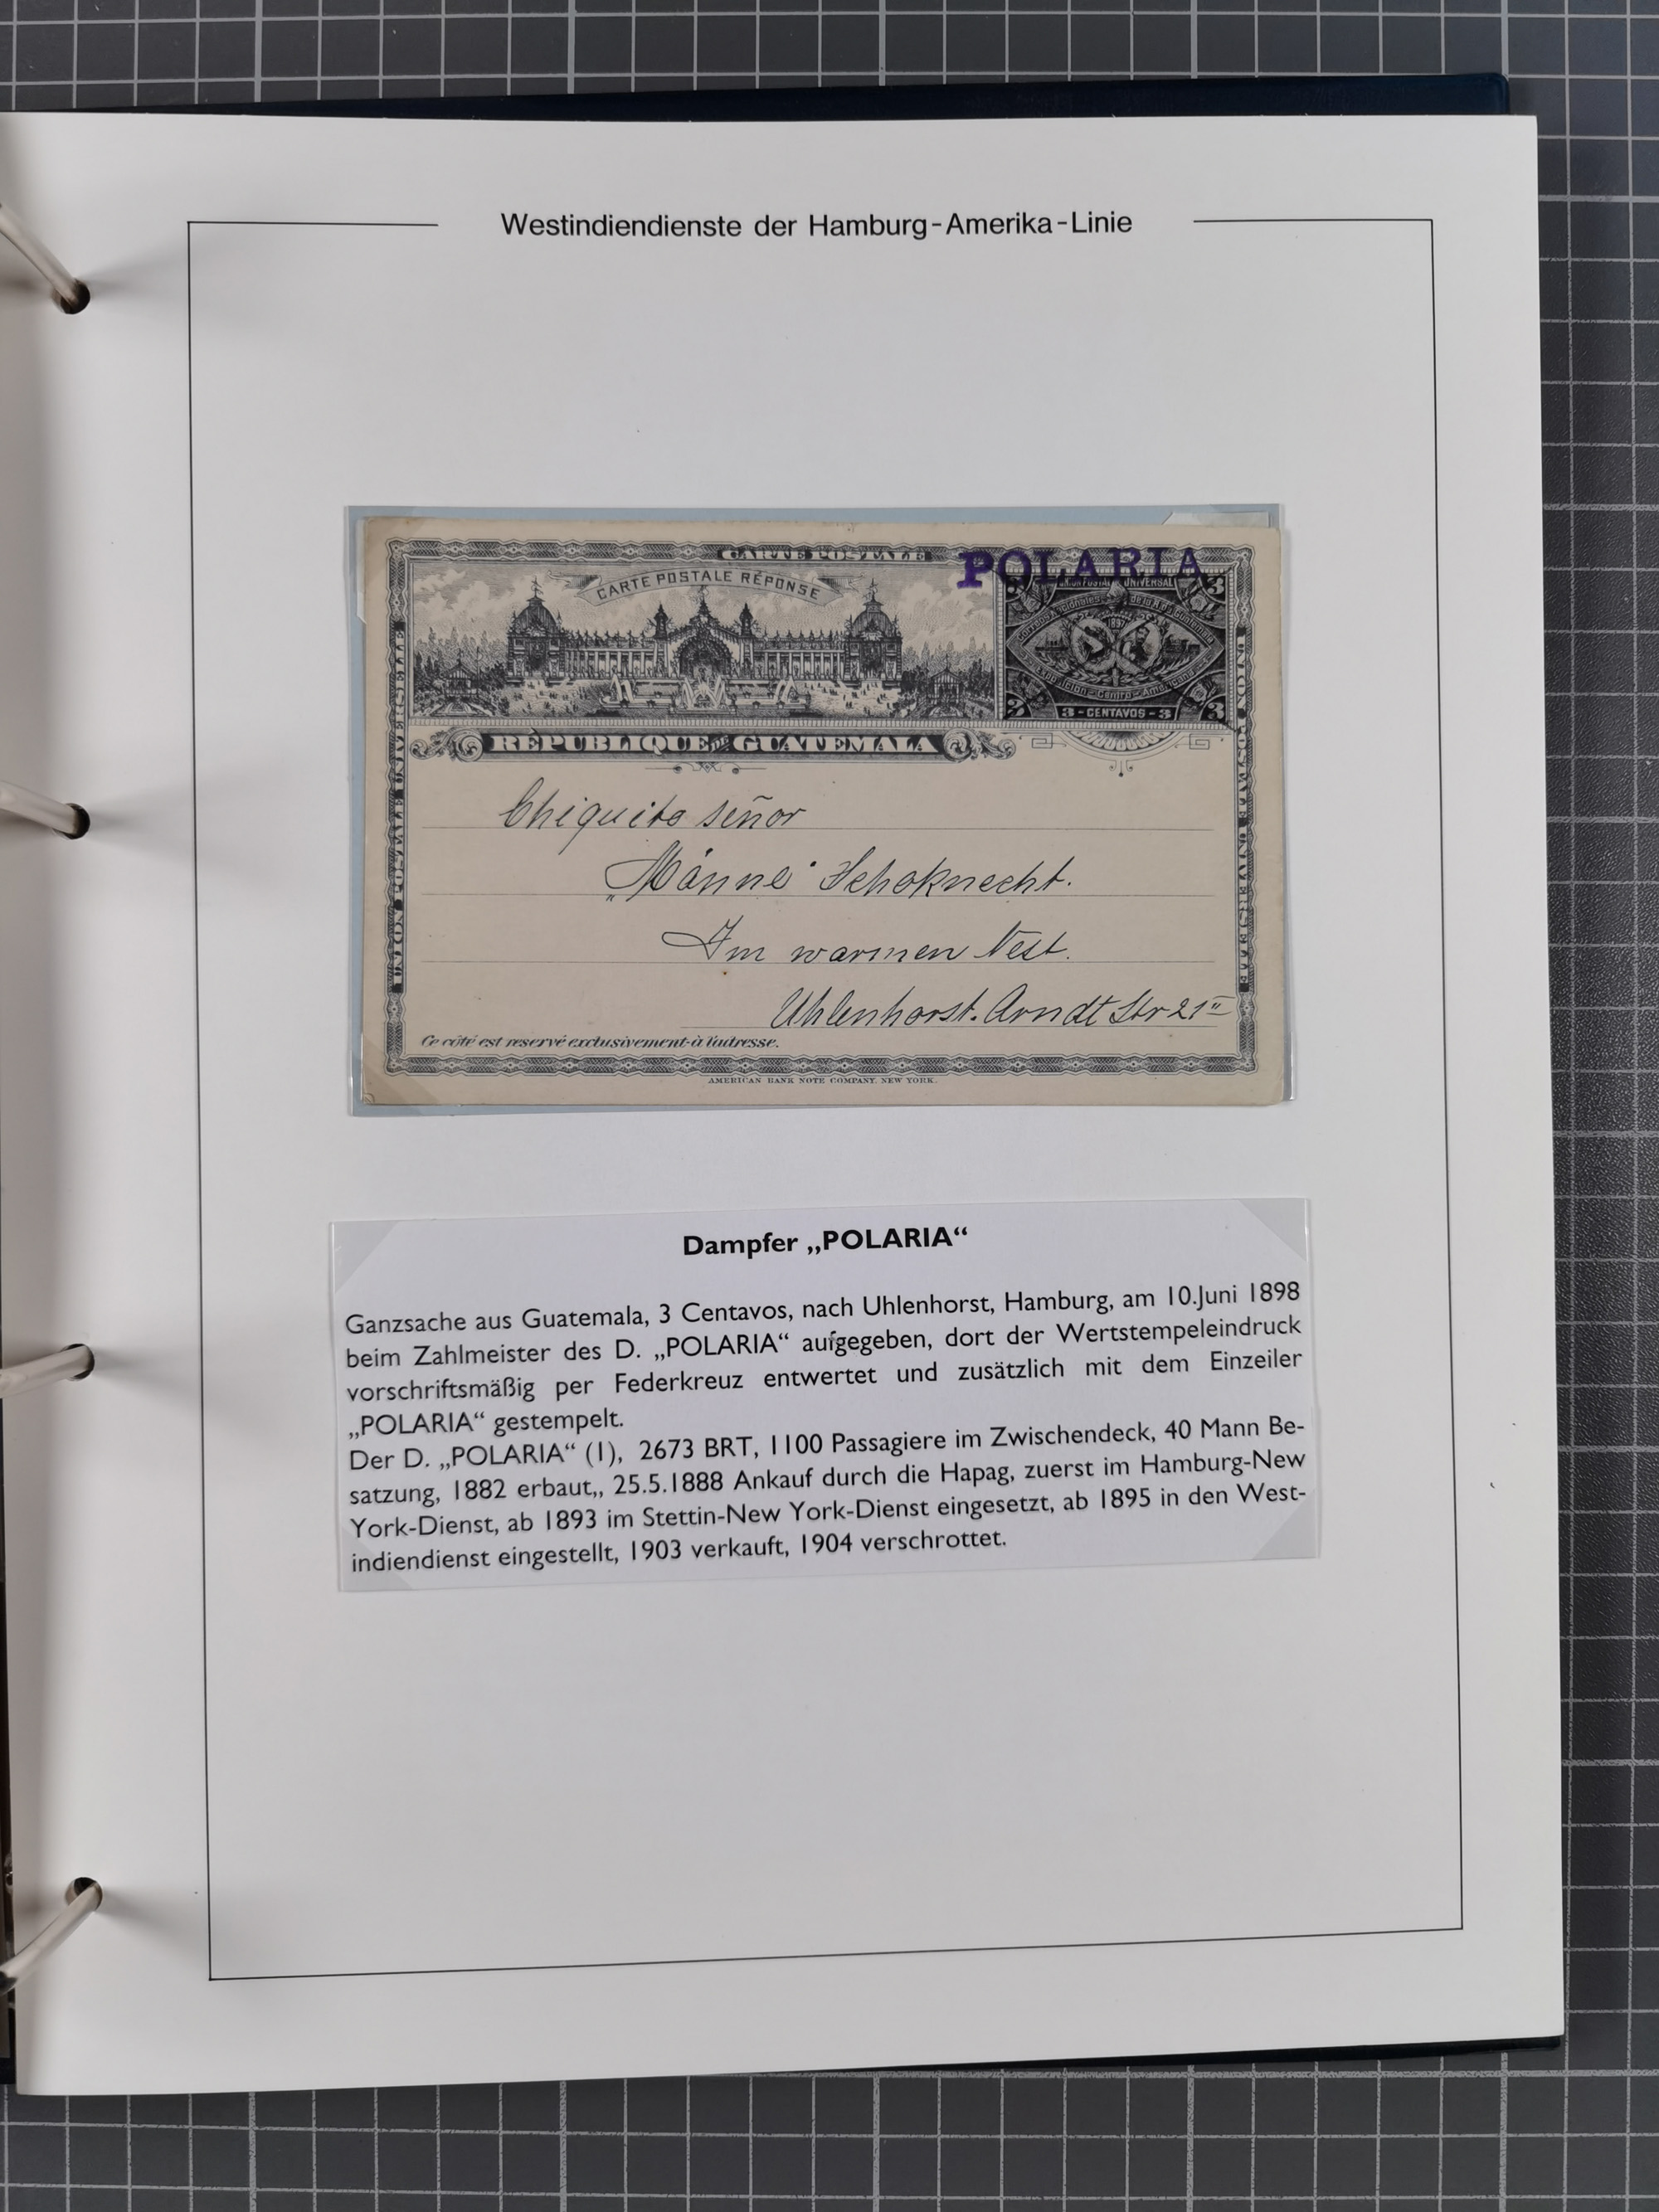 Westindiendienste der Hamburg-Amerika-Linie
CARTE POSTALE
POLARIA
CARTE POSTALE RÉPONSE
UNION POSTAL UNIVERSAL
1897
Exposición Centro-Americana
3 - CENTAVOS - 3
RÉPUBLIQUE DE GUATEMALA
UNION POSTALE UNIVERSELLE
UNION POSTALE UNIVERSELLE
Chiquito señor
„Männe“ Schoknecht.
Im warmen Nest.
Uhlenhorst. Arndt Str 21 II
Ce côté est reservé exclusivement à l'adresse.
AMERICAN BANK NOTE COMPANY, NEW YORK.
Dampfer „POLARIA“
Ganzsache aus Guatemala, 3 Centavos, nach Uhlenhorst, Hamburg, am 10.Juni 1898
beim Zahlmeister des D. „POLARIA“ aufgegeben, dort der Wertstempeleindruck
vorschriftsmäßig per Federkreuz entwertet und zusätzlich mit dem Einzeiler
„POLARIA“ gestempelt.
Der D. „POLARIA“ (I), 2673 BRT, 1100 Passagiere im Zwischendeck, 40 Mann Be-
satzung, 1882 erbaut,, 25.5.1888 Ankauf durch die Hapag, zuerst im Hamburg-New
York-Dienst, ab 1893 im Stettin-New York-Dienst eingesetzt, ab 1895 in den West-
indiendienst eingestellt, 1903 verkauft, 1904 verschrottet.